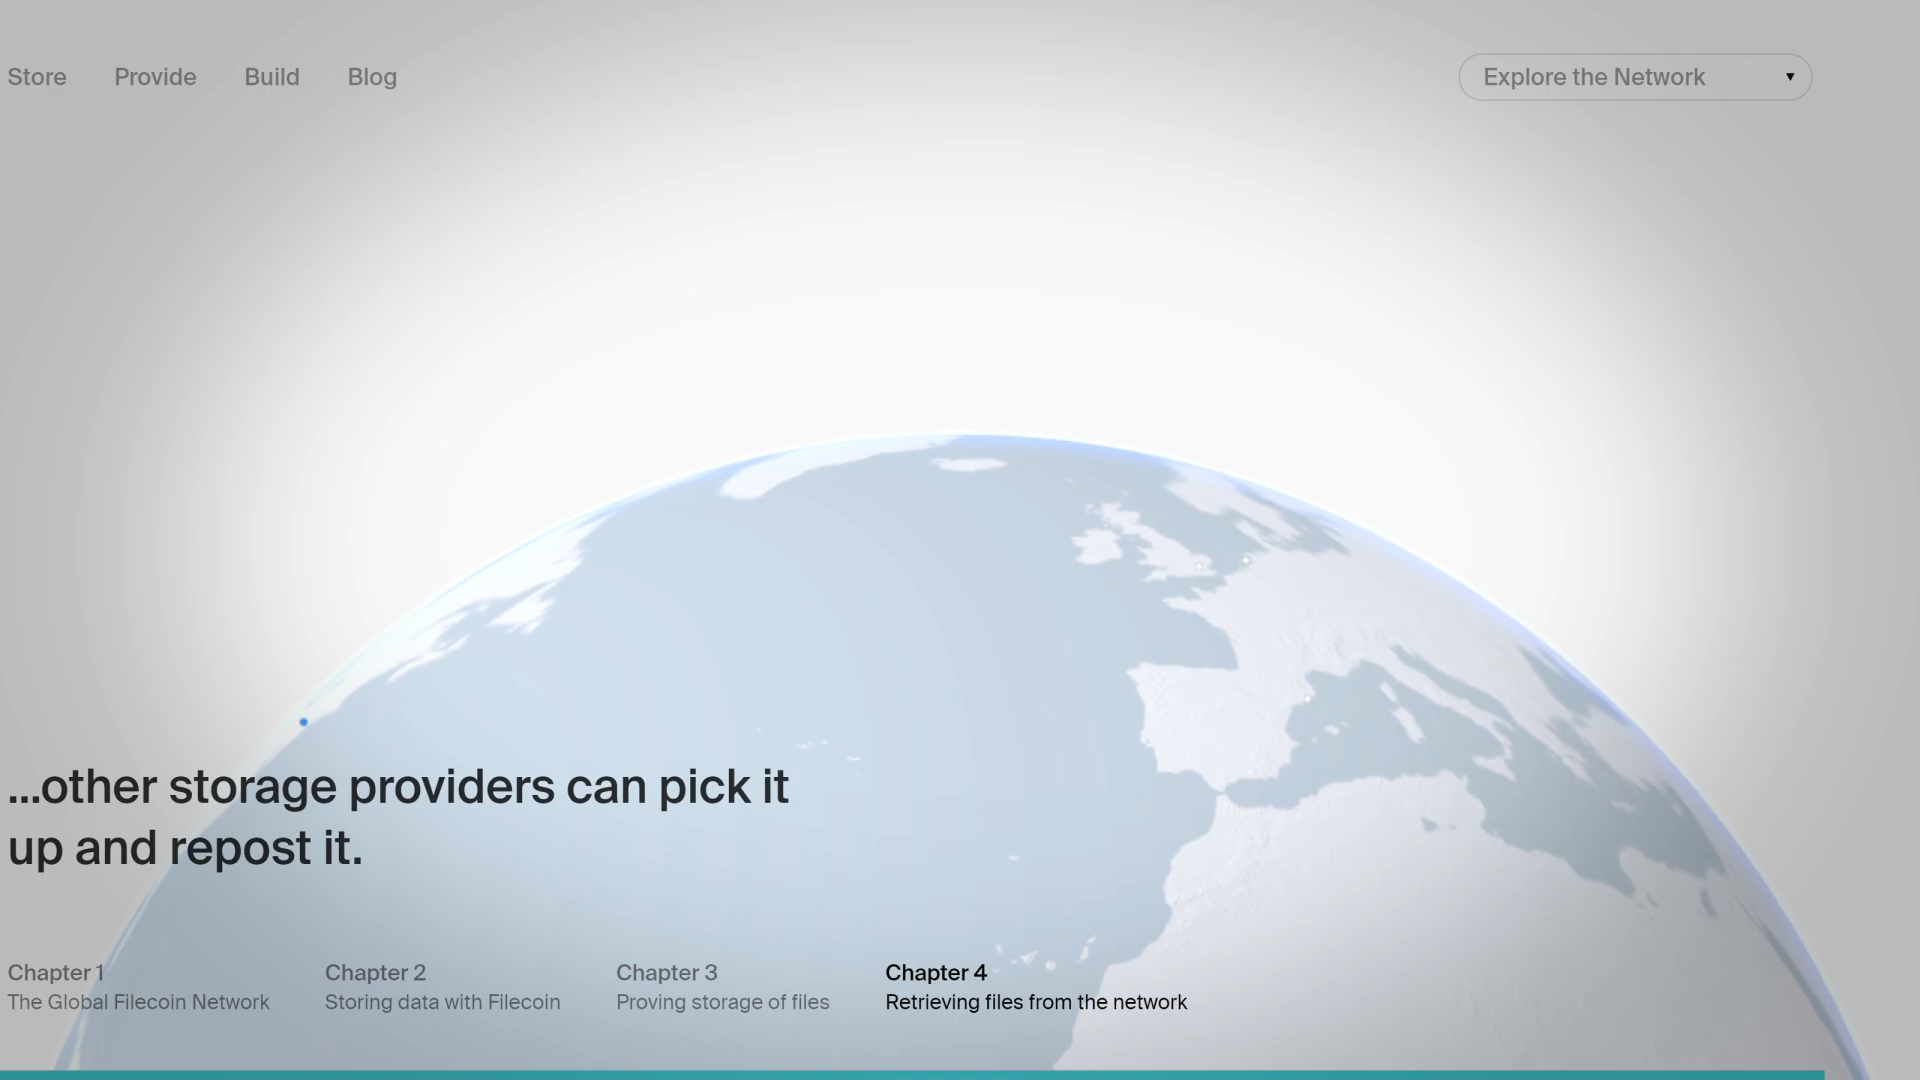 Store
Provide
Build
Blog
Explore the Network
...other storage providers can pick it
up and repost it.
Chapter 1
The Global Filecoin Network
Chapter 2
Storing data with Filecoin
Chapter 3
Proving storage of files
Chapter 4
Retrieving files from the network